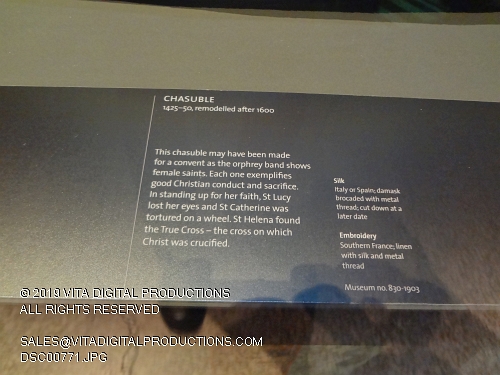 CHASUBLE
1425–50, remodelled after 1600
This chasuble may have been made
for a convent as the orphrey band shows
female saints. Each one exemplifies
good Christian conduct and sacrifice.
In standing up for her faith, St Lucy
lost her eyes and St Catherine was
tortured on a wheel. St Helena found
the True Cross – the cross on which
Christ was crucified.
Silk
Italy or Spain; damask
brocaded with metal
thread; cut down at a
later date
Embroidery
Southern France; linen
with silk and metal
thread
Museum no. 830-1903
© 2019 VITA DIGITAL PRODUCTIONS
ALL RIGHTS RESERVED
SALES@VITADIGITALPRODUCTIONS.COM
DSC00771.JPG